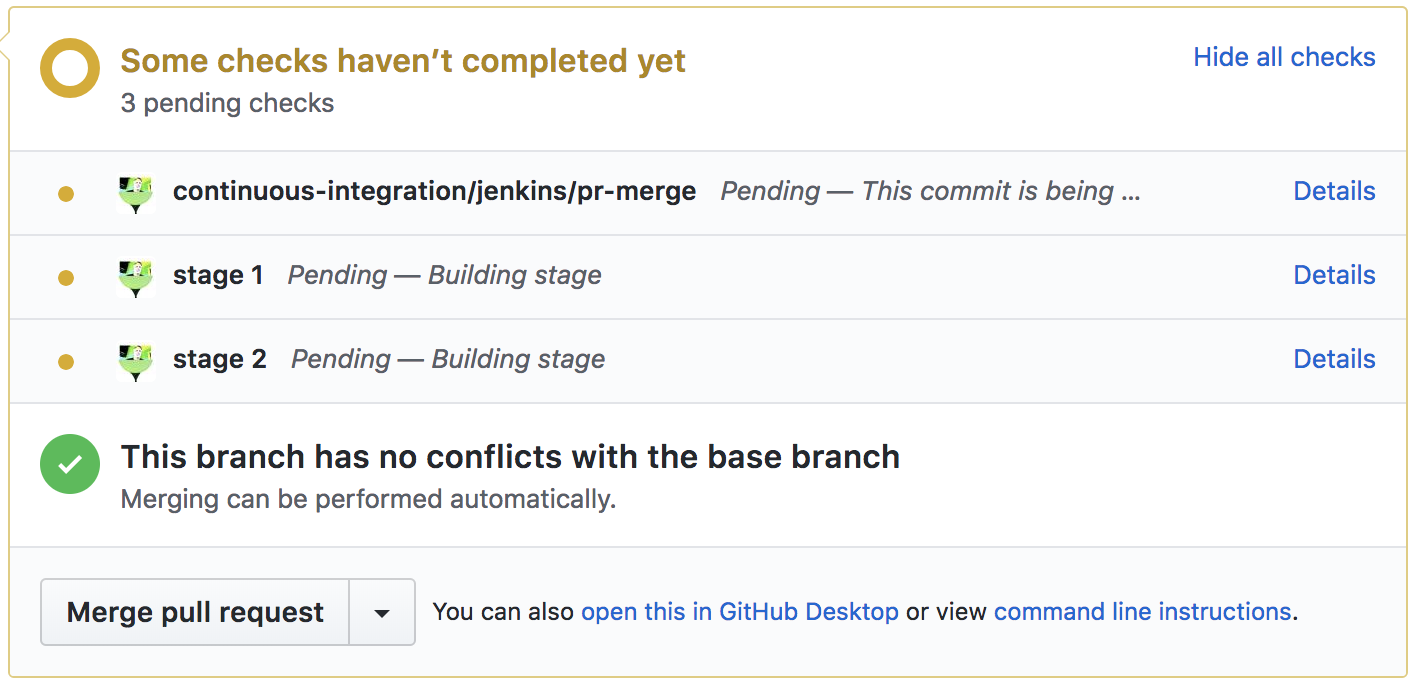 Some checks haven’t completed yet
Hide all checks
3 pending checks
continuous-integration/jenkins/pr-merge Pending — This commit is being ... Details
stage 1 Pending — Building stage Details
stage 2 Pending — Building stage Details
This branch has no conflicts with the base branch
Merging can be performed automatically.
Merge pull request You can also open this in GitHub Desktop or view command line instructions.